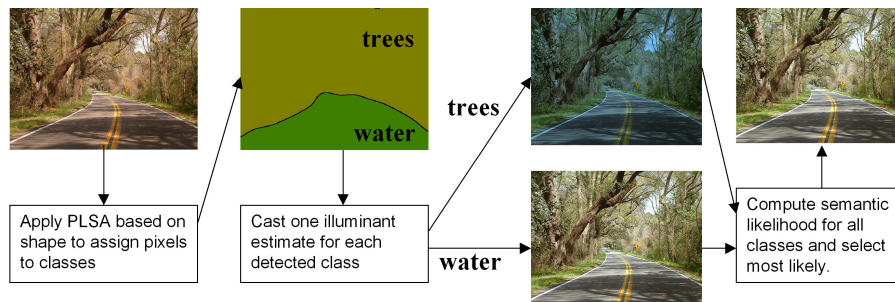 Apply PLSA based on
shape to assign pixels
to classes
trees
water
Cast one illuminant
estimate for each
detected class
trees
water
Compute semantic
likelihood for all
classes and select
most likely.